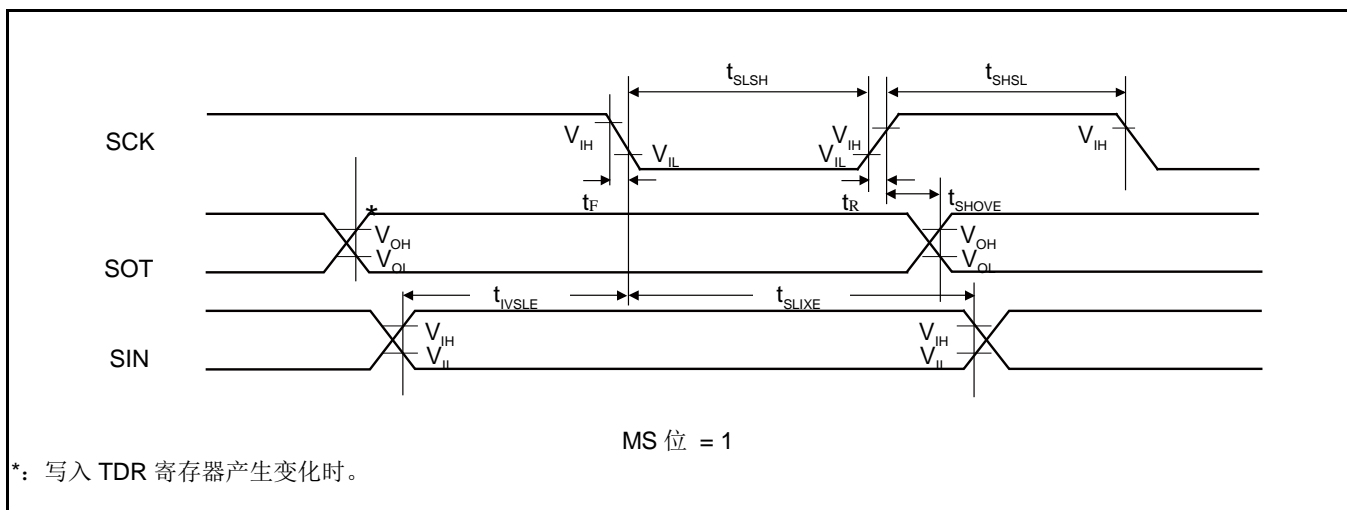 tSLSH
tSHSL
SCK
VIH
VIL
VIH
VIL
VIH
tF
tR
tSHOVE
*
SOT
VOH
VOL
VOH
VOL
tIVSLE
tSLIXE
SIN
VIH
VIL
VIH
VIL
MS 位 = 1
*：写入 TDR 寄存器产生变化时。